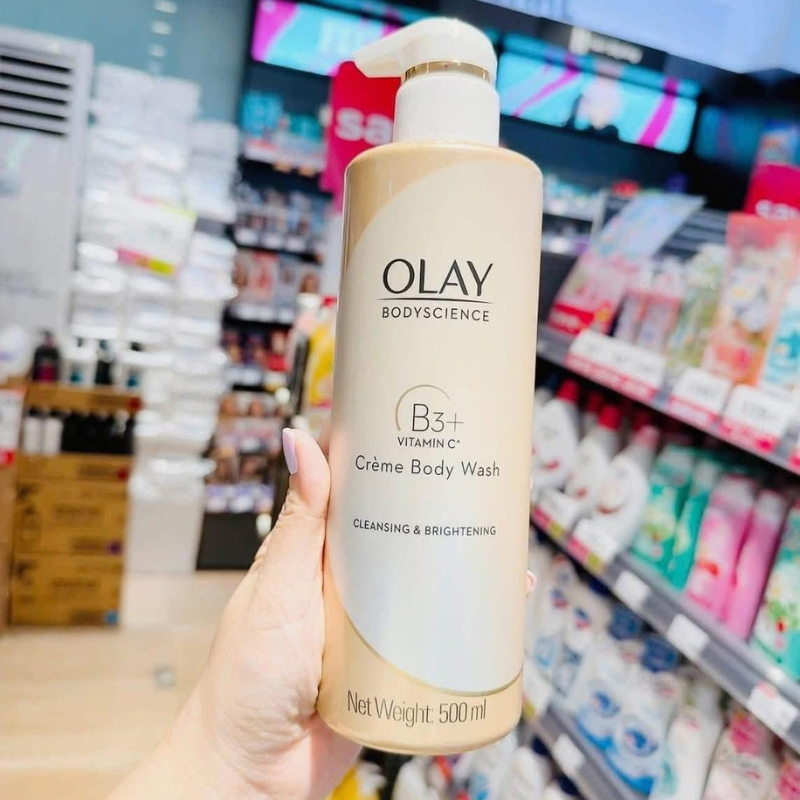 OLAY
BODYSCIENCE
B3+
VITAMIN C*
Crème Body Wash
CLEANSING & BRIGHTENING
Net Weight: 500 ml